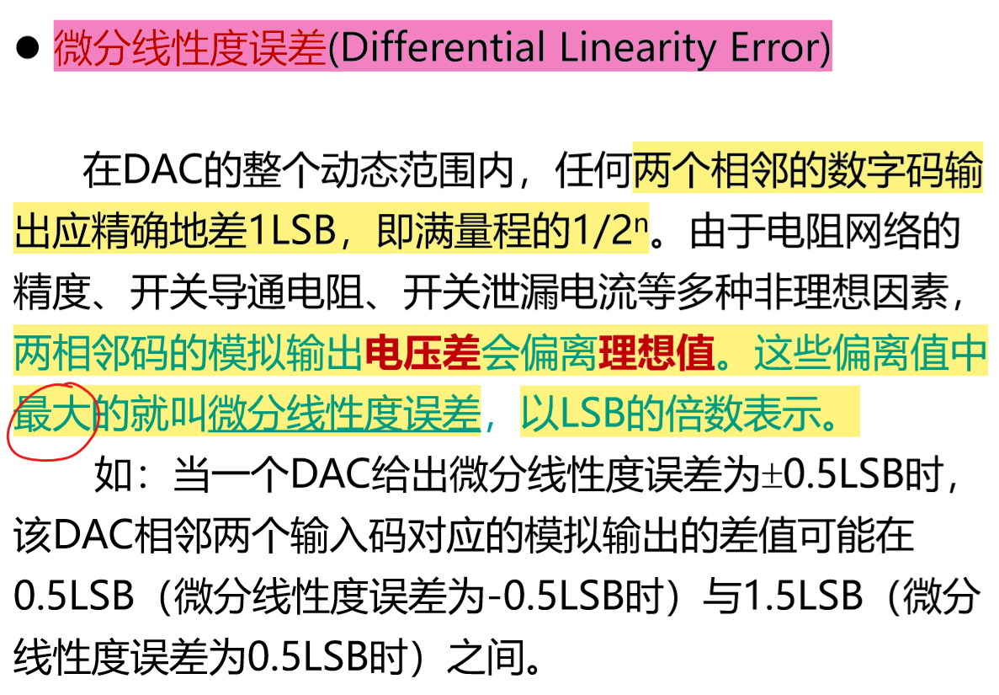 ● 微分线性度误差(Differential Linearity Error)
在DAC的整个动态范围内，任何两个相邻的数字码输
出应精确地差1LSB，即满量程的1/2ⁿ。由于电阻网络的
精度、开关导通电阻、开关泄漏电流等多种非理想因素，
两相邻码的模拟输出电压差会偏离理想值。这些偏离值中
最大的就叫微分线性度误差，以LSB的倍数表示。
如：当一个DAC给出微分线性度误差为±0.5LSB时，
该DAC相邻两个输入码对应的模拟输出的差值可能在
0.5LSB（微分线性度误差为-0.5LSB时）与1.5LSB（微分
线性度误差为0.5LSB时）之间。